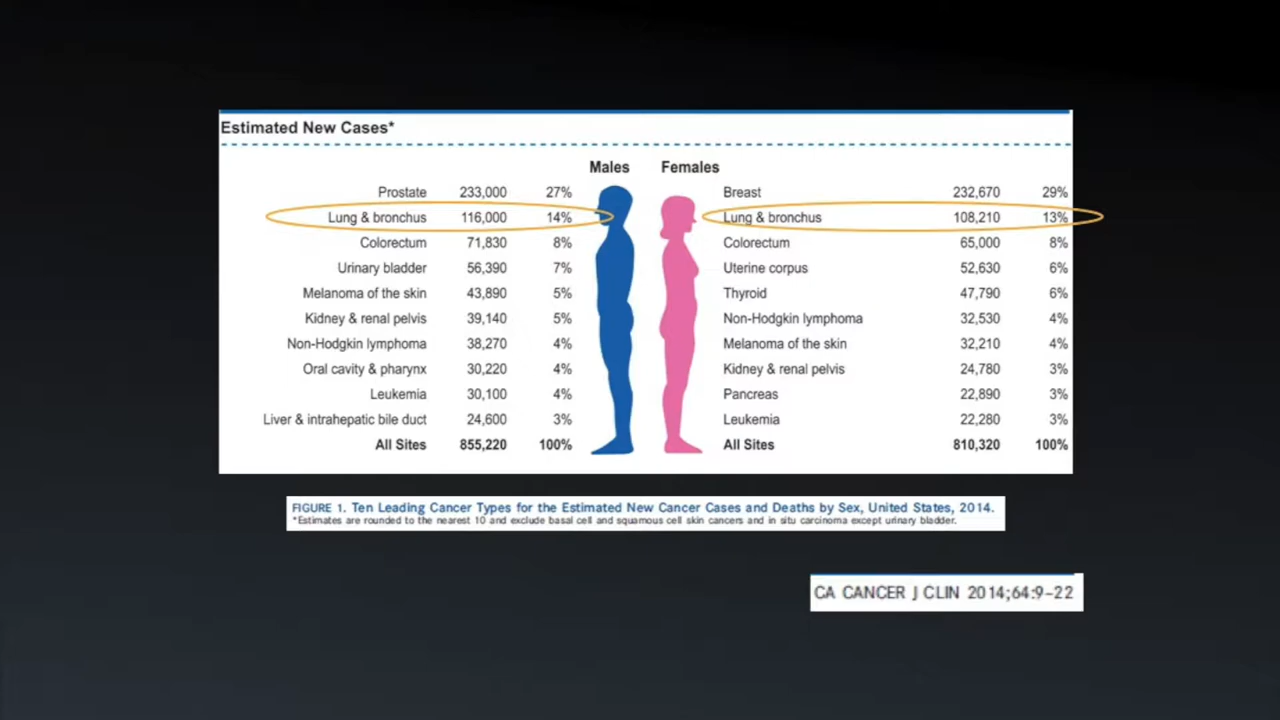 Estimated New Cases*
Males Females
Prostate 233,000 27% Breast 232,670 29%
Lung & bronchus 116,000 14% Lung & bronchus 108,210 13%
Colorectum 71,830 8% Colorectum 65,000 8%
Urinary bladder 56,390 7% Uterine corpus 52,630 6%
Melanoma of the skin 43,890 5% Thyroid 47,790 6%
Kidney & renal pelvis 39,140 5% Non-Hodgkin lymphoma 32,530 4%
Non-Hodgkin lymphoma 38,270 4% Melanoma of the skin 32,210 4%
Oral cavity & pharynx 30,220 4% Kidney & renal pelvis 24,780 3%
Leukemia 30,100 4% Pancreas 22,890 3%
Liver & intrahepatic bile duct 24,600 3% Leukemia 22,280 3%
All Sites 855,220 100% All Sites 810,320 100%
FIGURE 1. Ten Leading Cancer Types for the Estimated New Cancer Cases and Deaths by Sex, United States, 2014.
*Estimates are rounded to the nearest 10 and exclude basal cell and squamous cell skin cancers and in situ carcinoma except urinary bladder.
CA CANCER J CLIN 2014;64:9–22